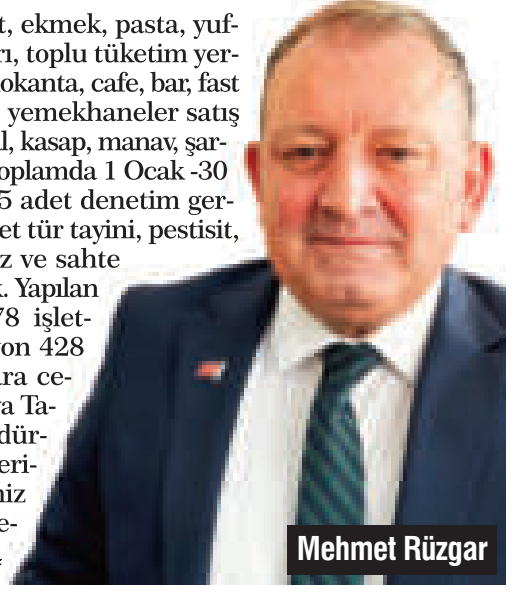 t, ekmek, pasta, yuf-
rı, toplu tüketim yer-
okanta, cafe, bar, fast
yemekhaneler satış
l, kasap, manav, şar-
oplamda 1 Ocak -30
5 adet denetim ger-
et tür tayini, pestisit,
z ve sahte
k. Yapılan
78 işlet-
yon 428
ara ce-
ya Ta-
dür-
eri-
niz
e-
Mehmet Rüzgar